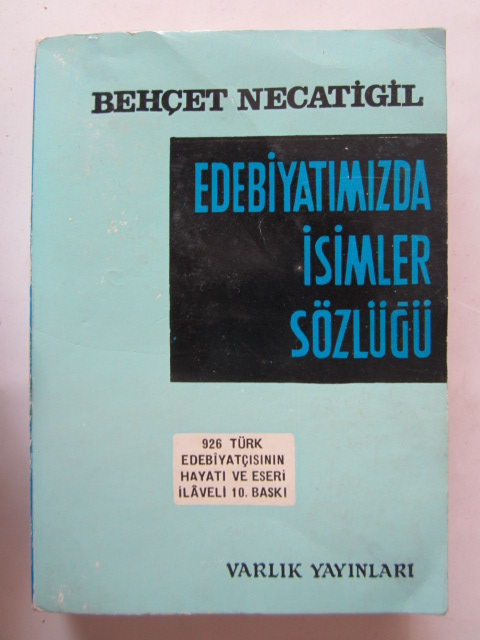 BEHÇET NECATİGİL
EDEBİYATIMIZDA
İSİMLER
SÖZLÜĞÜ
926 TÜRK
EDEBİYATÇISININ
HAYATI VE ESERİ
İLÂVELİ 10. BASKI
VARLIK YAYINLARI